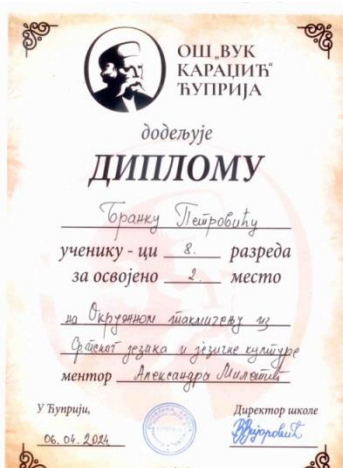 ОШ „ВУК
КАРАЏИЋ“
ЋУПРИЈА
додељује
ДИПЛОМУ
Бранку Петровићу
ученику - ци 8. разреда
за освојено 2. место
на Окружном такмичењу из
Српског језика и језичке културе
ментор Александра Милетић
У Ћуприји,
Директор школе
06. 04. 2024